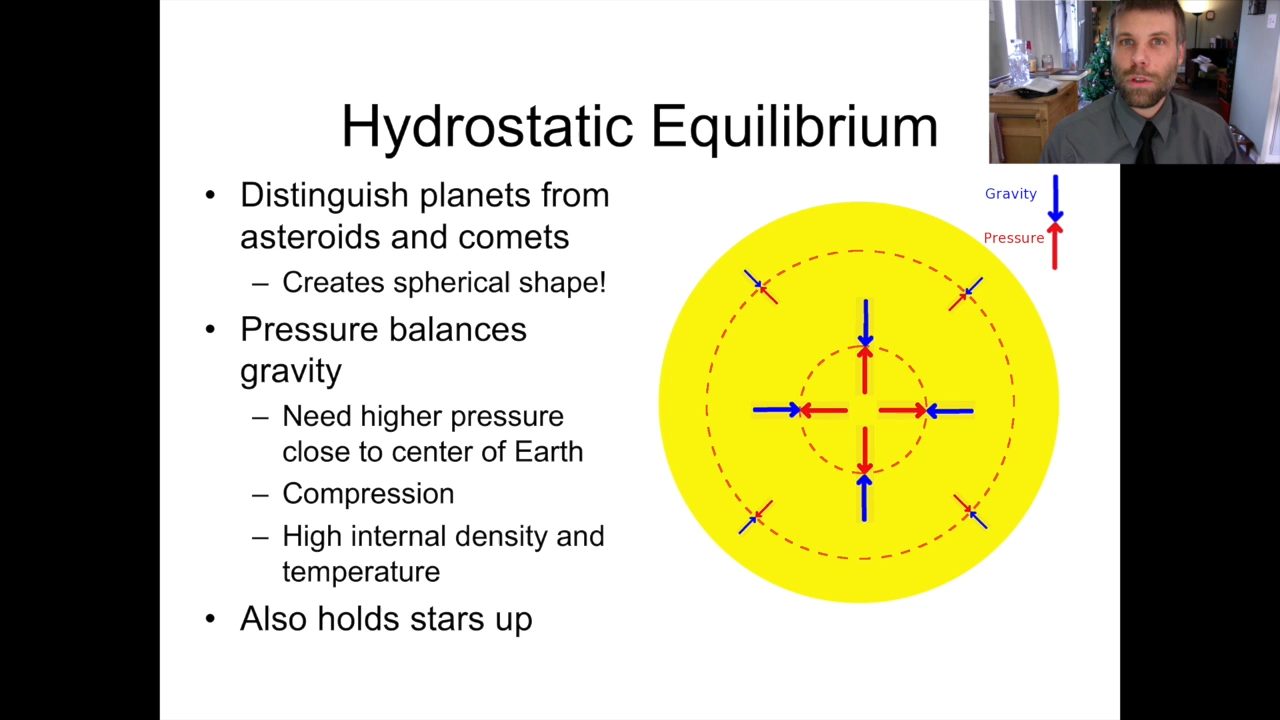 Hydrostatic Equilibrium
• Distinguish planets from
asteroids and comets
– Creates spherical shape!
• Pressure balances
gravity
– Need higher pressure
close to center of Earth
– Compression
– High internal density and
temperature
• Also holds stars up
Gravity
Pressure